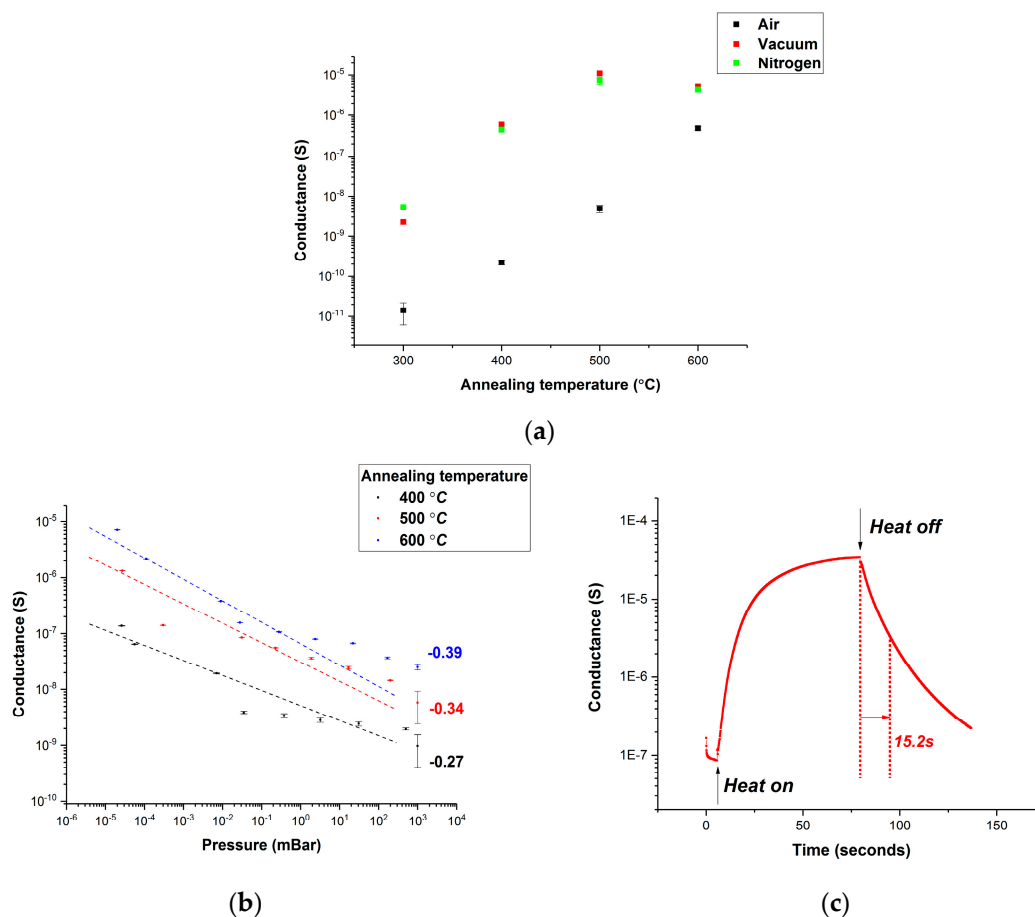 Air
Vacuum
Nitrogen
10⁻⁵
10⁻⁶
10⁻⁷
10⁻⁸
10⁻⁹
10⁻¹⁰
10⁻¹¹
Conductance (S)
300
400
500
600
Annealing temperature (°C)
(a)
Annealing temperature
400 °C
500 °C
600 °C
10⁻⁵
10⁻⁶
10⁻⁷
10⁻⁸
10⁻⁹
10⁻¹⁰
Conductance (S)
-0.39
-0.34
-0.27
10⁻⁶ 10⁻⁵ 10⁻⁴ 10⁻³ 10⁻² 10⁻¹ 10⁰ 10¹ 10² 10³ 10⁴
Pressure (mBar)
(b)
1E-4
1E-5
1E-6
1E-7
Conductance (S)
Heat off
15.2s
Heat on
0 50 100 150
Time (seconds)
(c)